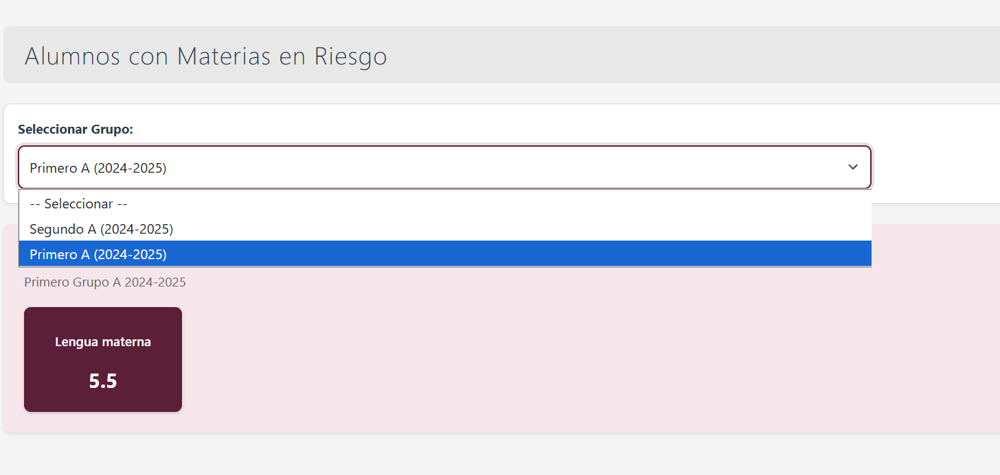 Alumnos con Materias en Riesgo
Seleccionar Grupo:
Primero A (2024-2025)
-- Seleccionar --
Segundo A (2024-2025)
Primero A (2024-2025)
Primero Grupo A 2024-2025
Lengua materna
5.5